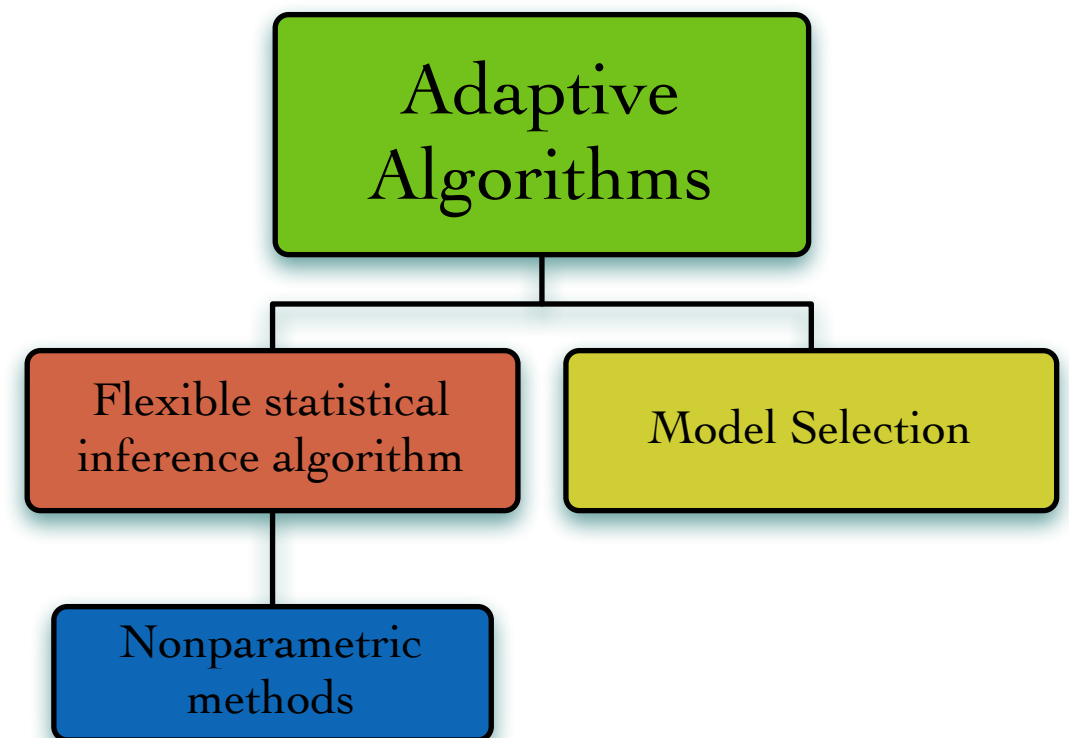 Adaptive
Algorithms
Flexible statistical
inference algorithm
Model Selection
Nonparametric
methods